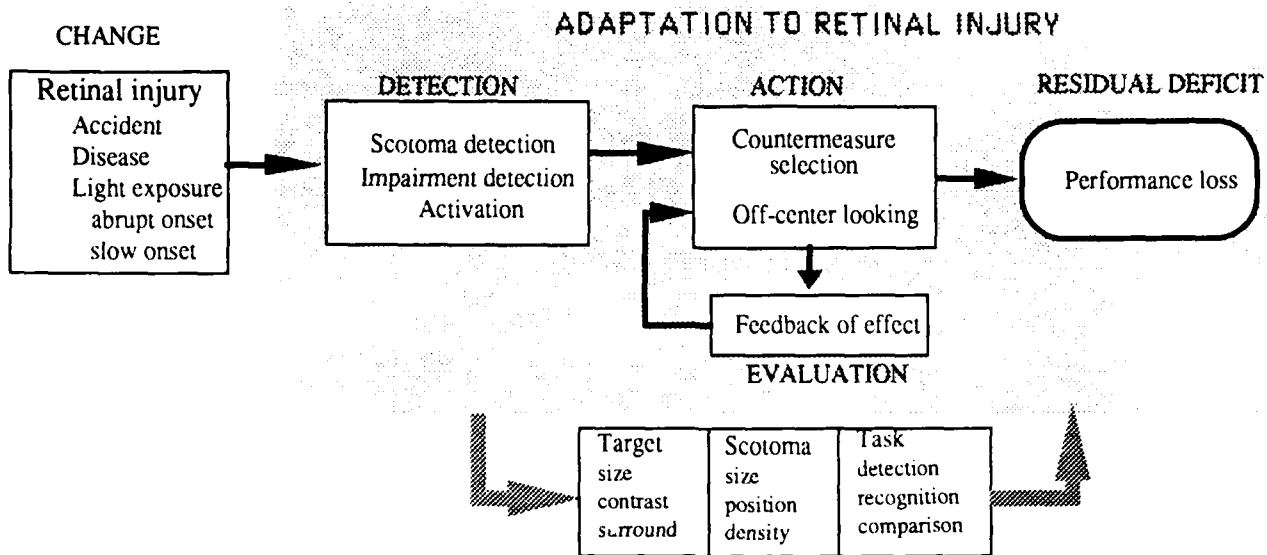 ADAPTATION TO RETINAL INJURY
CHANGE
Retinal injury
Accident
Disease
Light exposure
abrupt onset
slow onset
DETECTION
Scotoma detection
Impairment detection
Activation
ACTION
Countermeasure
selection
Off-center looking
Feedback of effect
EVALUATION
RESIDUAL DEFICIT
Performance loss
Target
size
contrast
surround
Scotoma
size
position
density
Task
detection
recognition
comparison